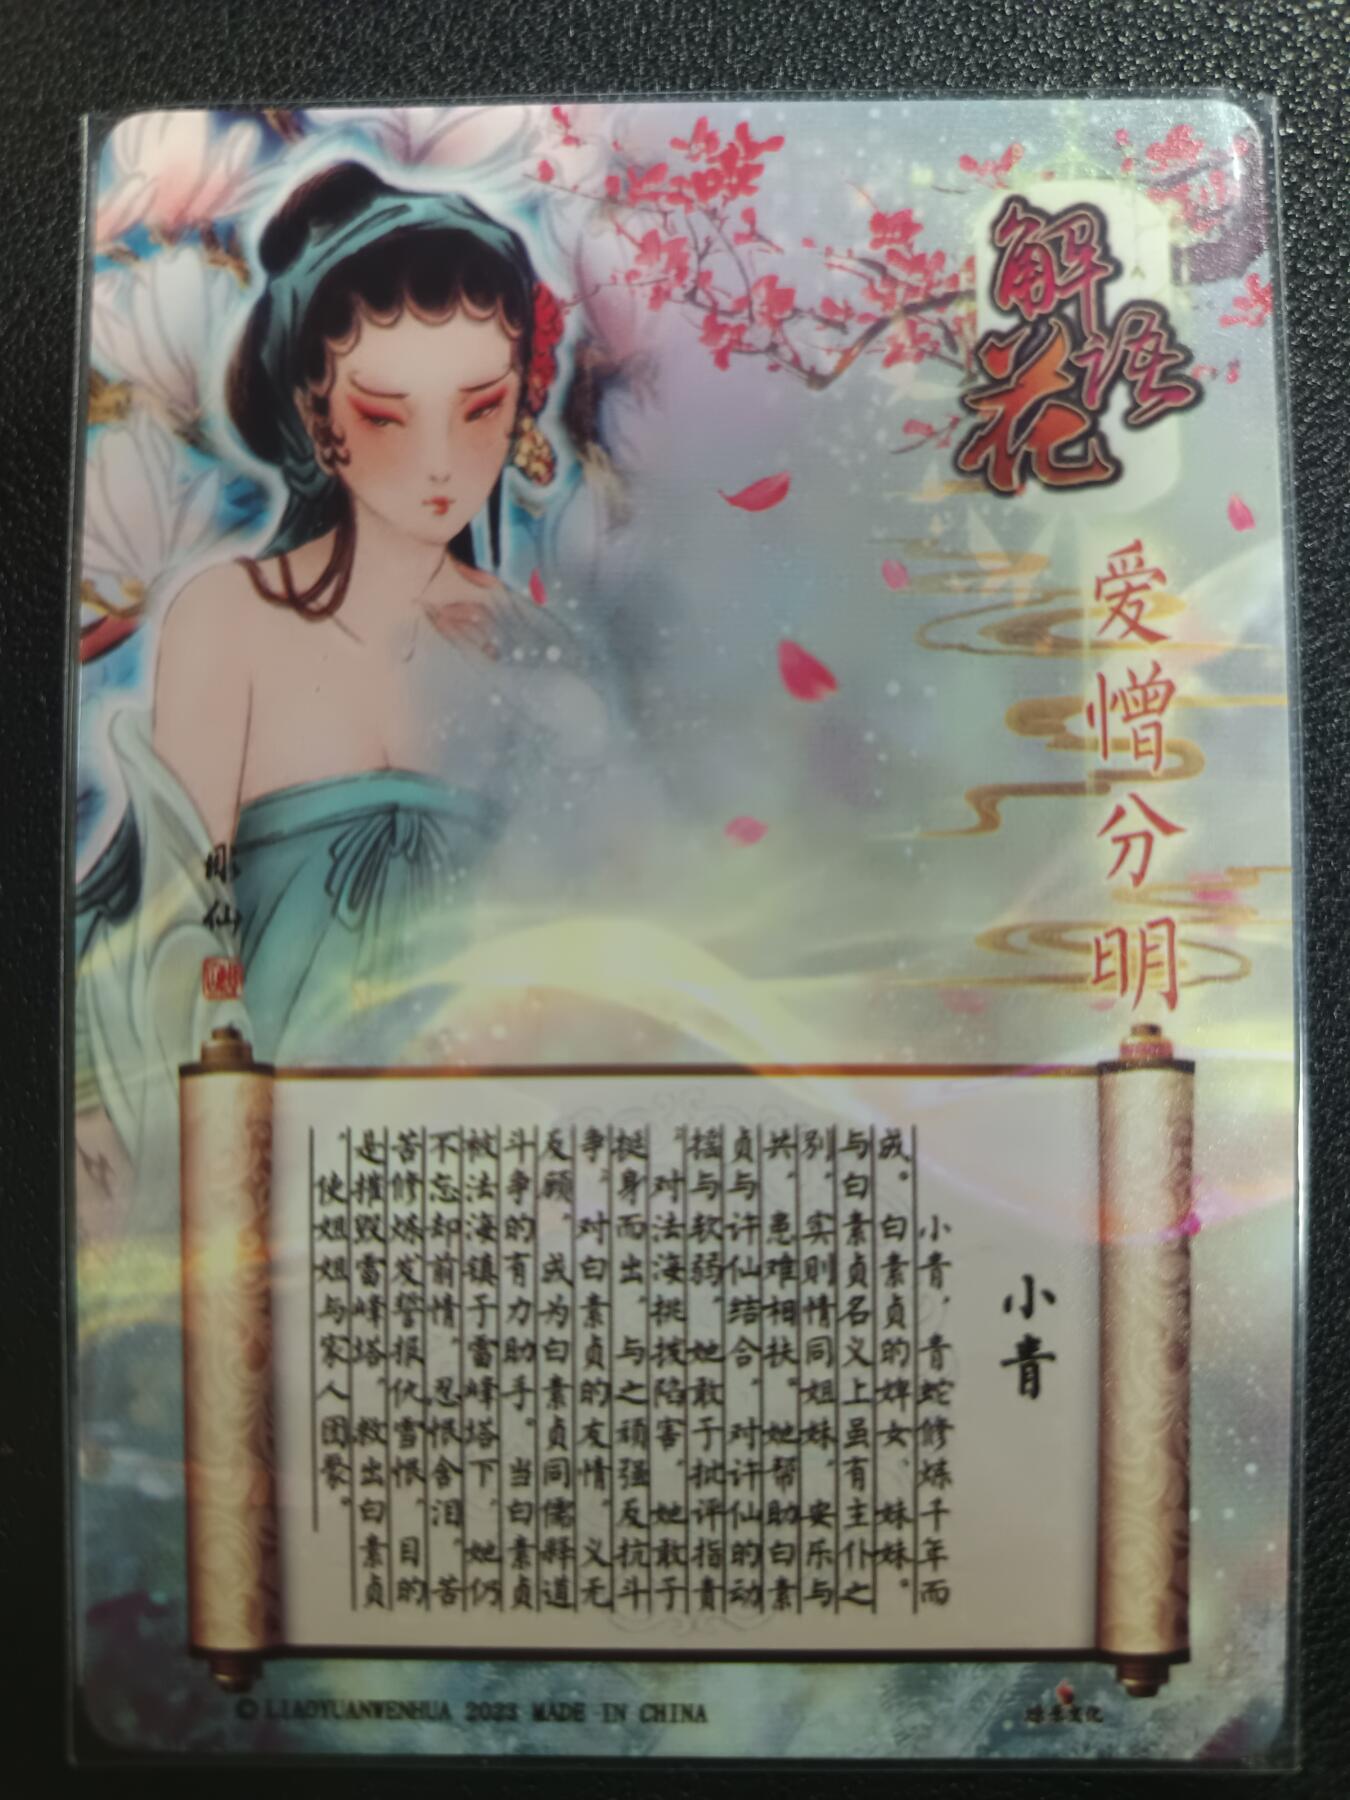 解语花
爱憎分明
小青
小青，青蛇修炼千年而
成。白素贞的婢女、妹妹。
与白素贞名义上虽有主仆之
别，实则情同姐妹，安乐与
共，患难相扶。她帮助白素
贞与许仙结合，对许仙的动
摇与软弱，她敢于批评指责
，对法海挑拨陷害，她敢于
挺身而出，与之顽强反抗斗
争，对白素贞的友情，义无
反顾，成为白素贞同儒释道
斗争的有力助手。当白素贞
被法海镇于雷峰塔下，她仍
不忘却前情，忍恨含泪，苦
苦修炼发誓报仇雪恨，目的
是摧毁雷峰塔，救出白素贞
，使姐姐与家人团聚。
© LIAOYUANWENHUA 2023 MADE IN CHINA